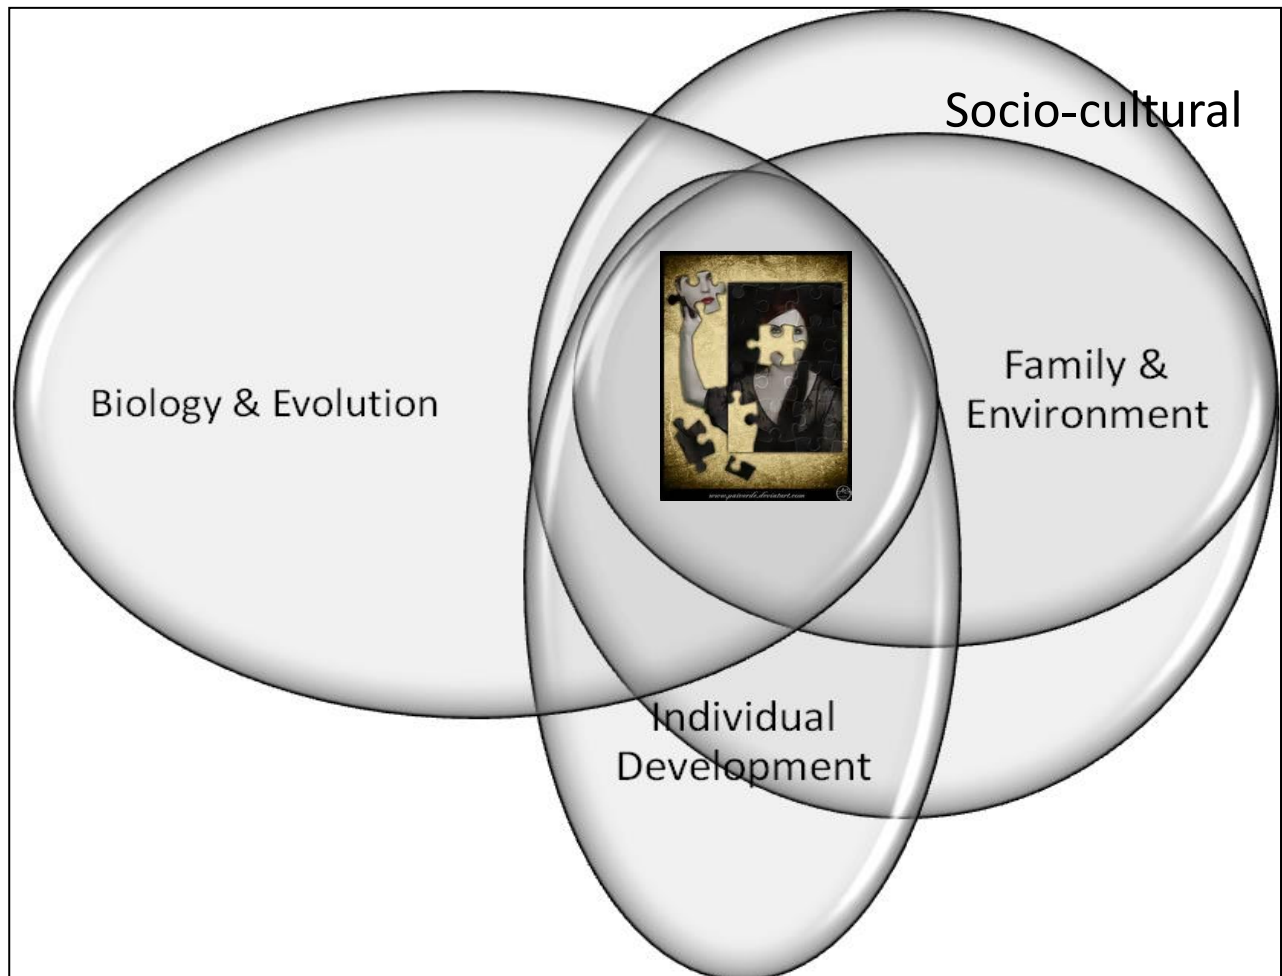 Socio-cultural
Family &
Environment
Biology & Evolution
Individual
Development